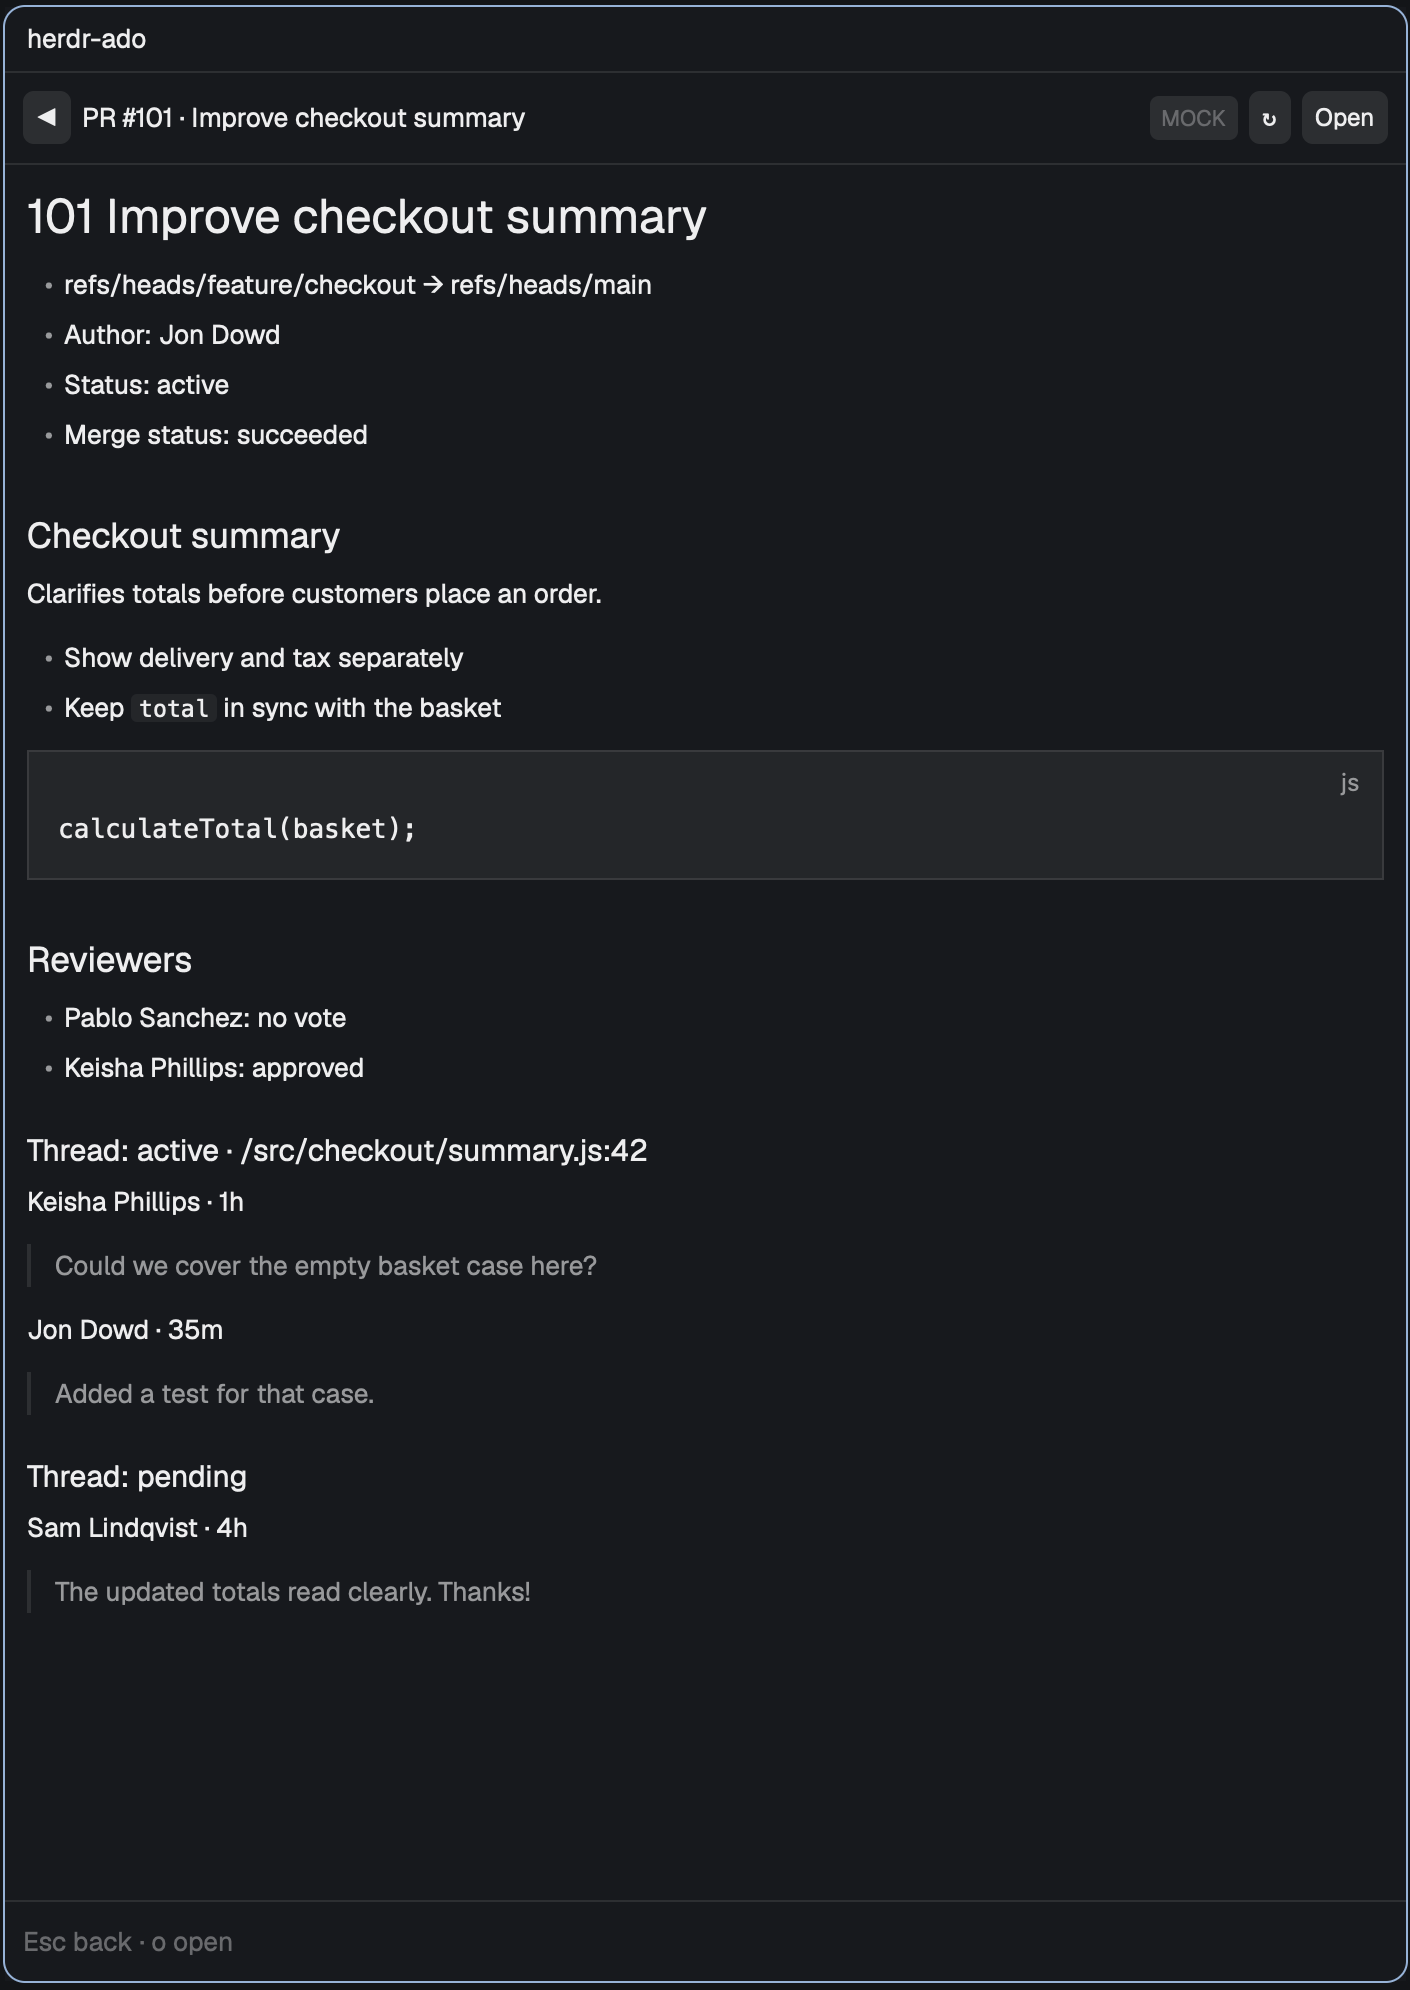 herdr-ado
◀ PR #101 · Improve checkout summary MOCK ↻ Open
101 Improve checkout summary
• refs/heads/feature/checkout → refs/heads/main
• Author: Jon Dowd
• Status: active
• Merge status: succeeded
Checkout summary
Clarifies totals before customers place an order.
• Show delivery and tax separately
• Keep total in sync with the basket
js
calculateTotal(basket);
Reviewers
• Pablo Sanchez: no vote
• Keisha Phillips: approved
Thread: active · /src/checkout/summary.js:42
Keisha Phillips · 1h
Could we cover the empty basket case here?
Jon Dowd · 35m
Added a test for that case.
Thread: pending
Sam Lindqvist · 4h
The updated totals read clearly. Thanks!
Esc back · o open